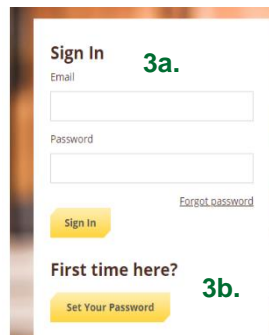 Sign In
3a.
Email
Password
Forgot password
Sign In
First time here?
3b.
Set Your Password